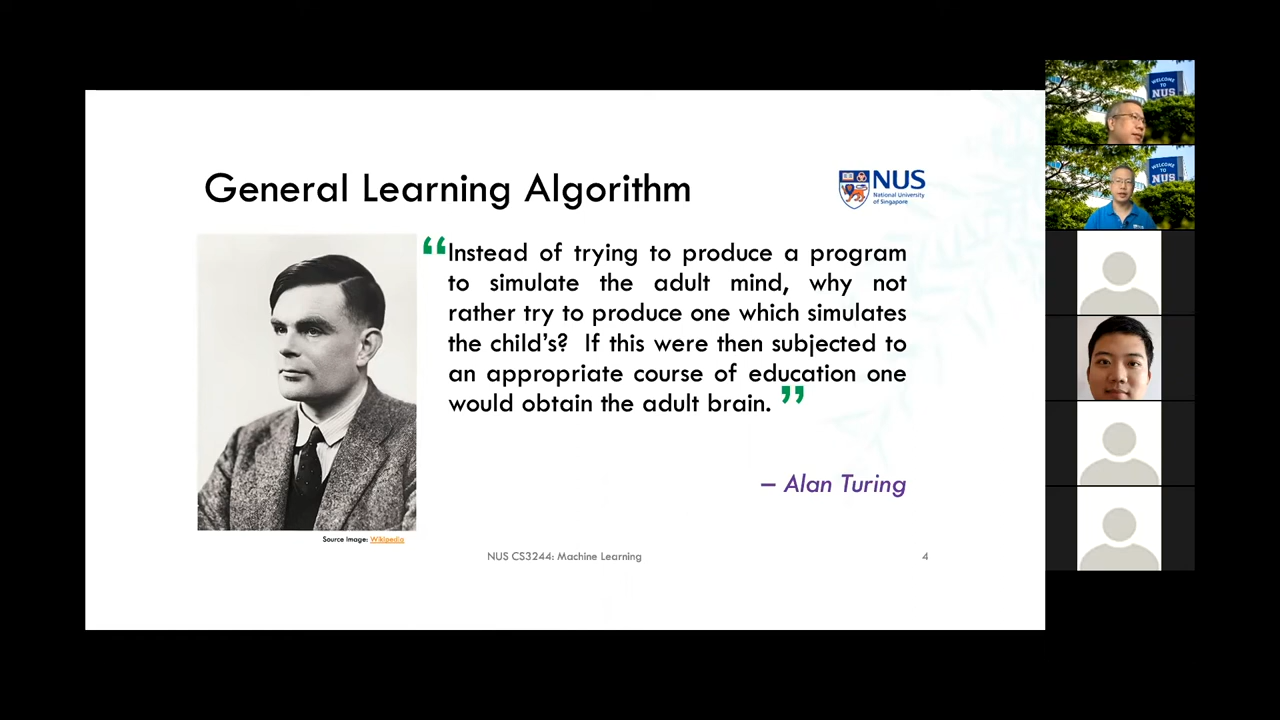 General Learning Algorithm
NUS
National University
of Singapore
“Instead of trying to produce a program
to simulate the adult mind, why not
rather try to produce one which simulates
the child's? If this were then subjected to
an appropriate course of education one
would obtain the adult brain. ”
– Alan Turing
Source Image: Wikipedia
NUS CS3244: Machine Learning
4
WELCOME
TO
NUS
WELCOME
TO
NUS